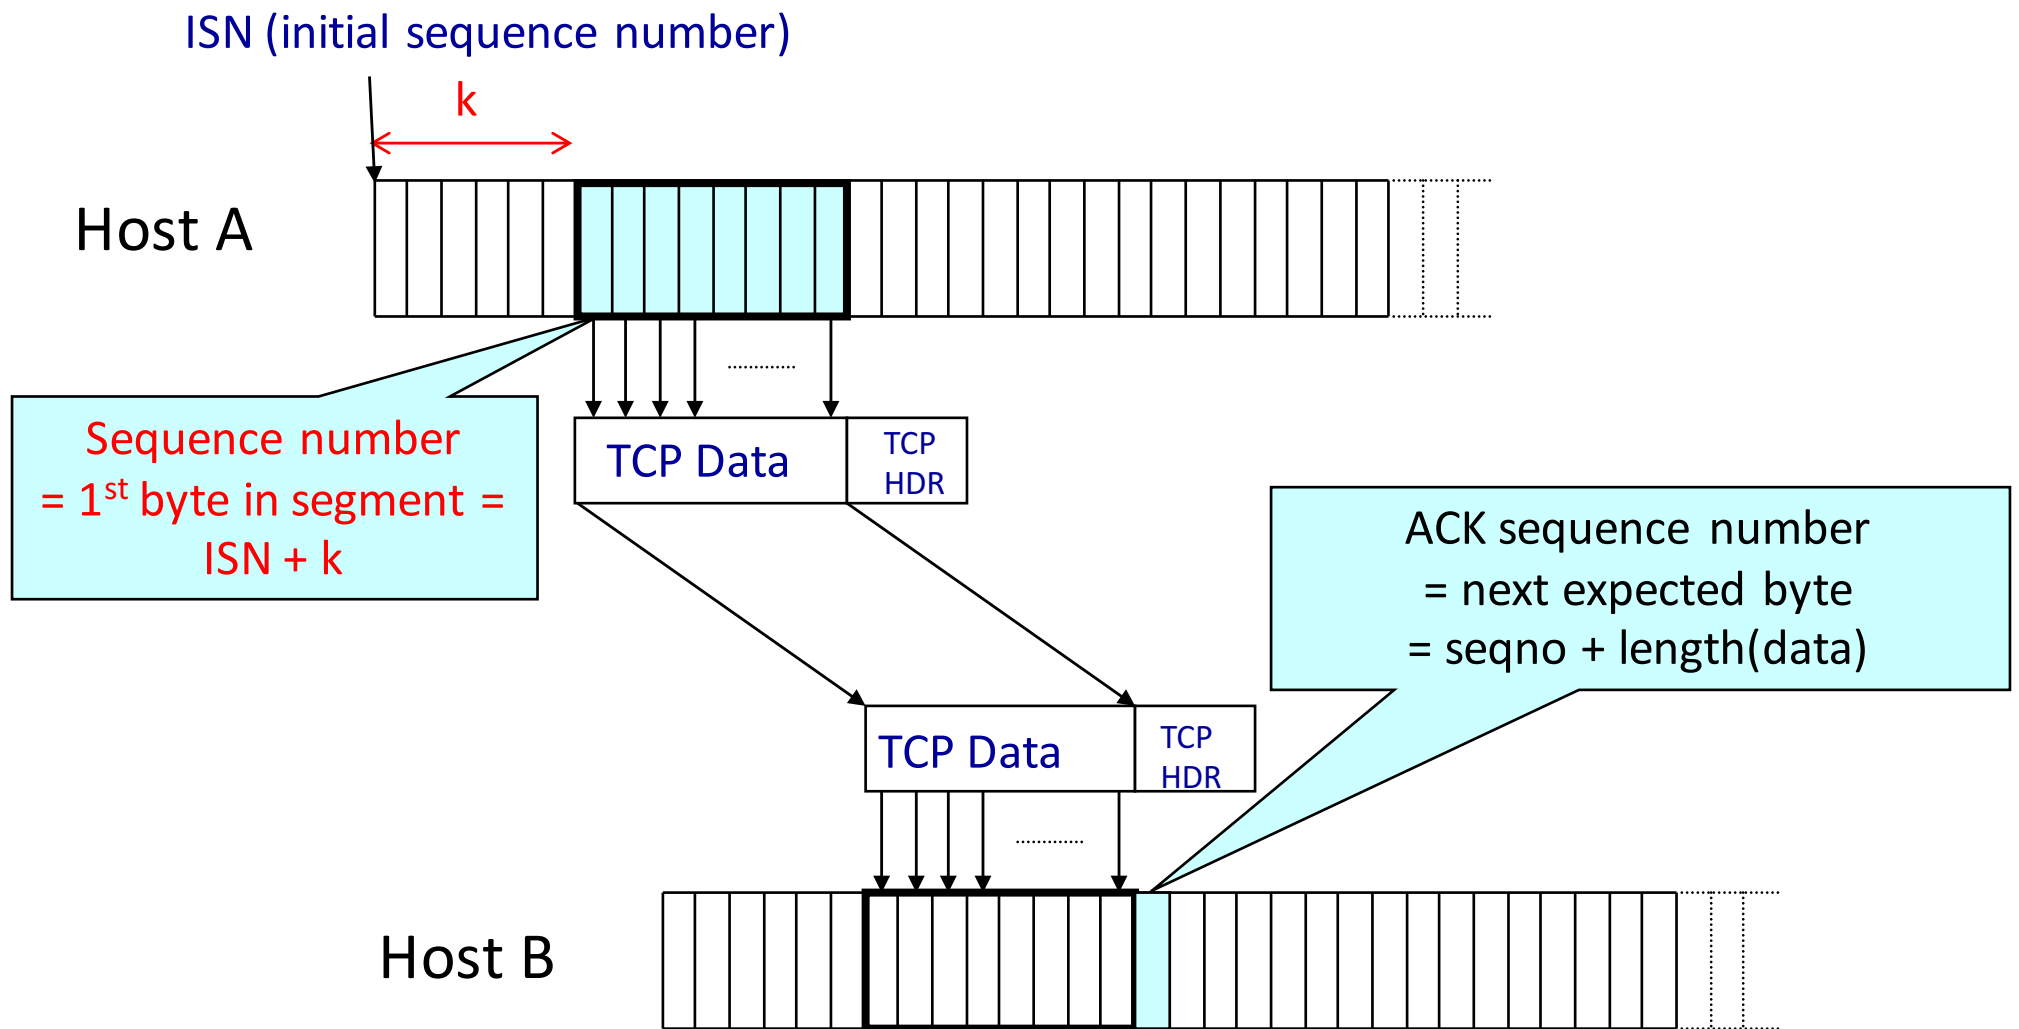 ISN (initial sequence number)
k
Host A
Sequence number
= 1st byte in segment =
ISN + k
TCP Data
TCP
HDR
ACK sequence number
= next expected byte
= seqno + length(data)
TCP Data
TCP
HDR
Host B